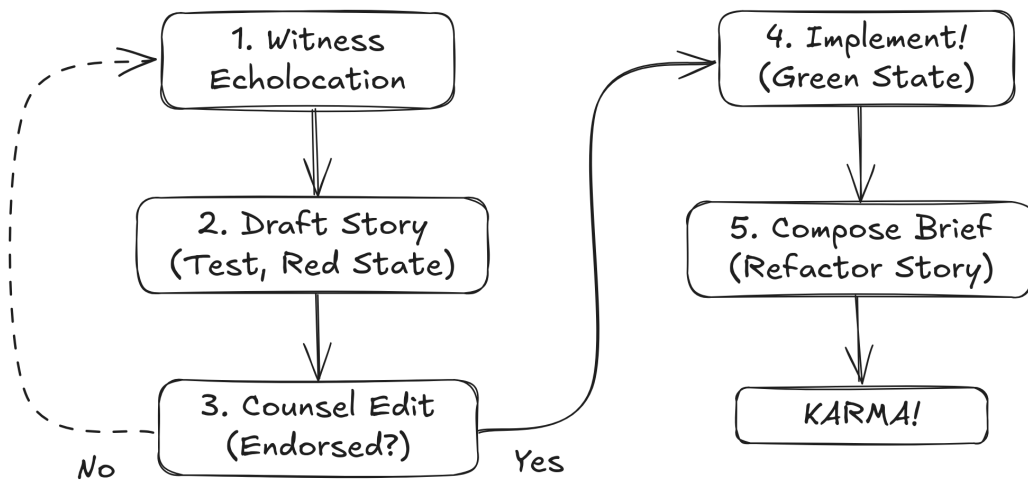 1. Witness
Echolocation
2. Draft Story
(Test, Red State)
3. Counsel Edit
(Endorsed?)
No
Yes
4. Implement!
(Green State)
5. Compose Brief
(Refactor Story)
KARMA!